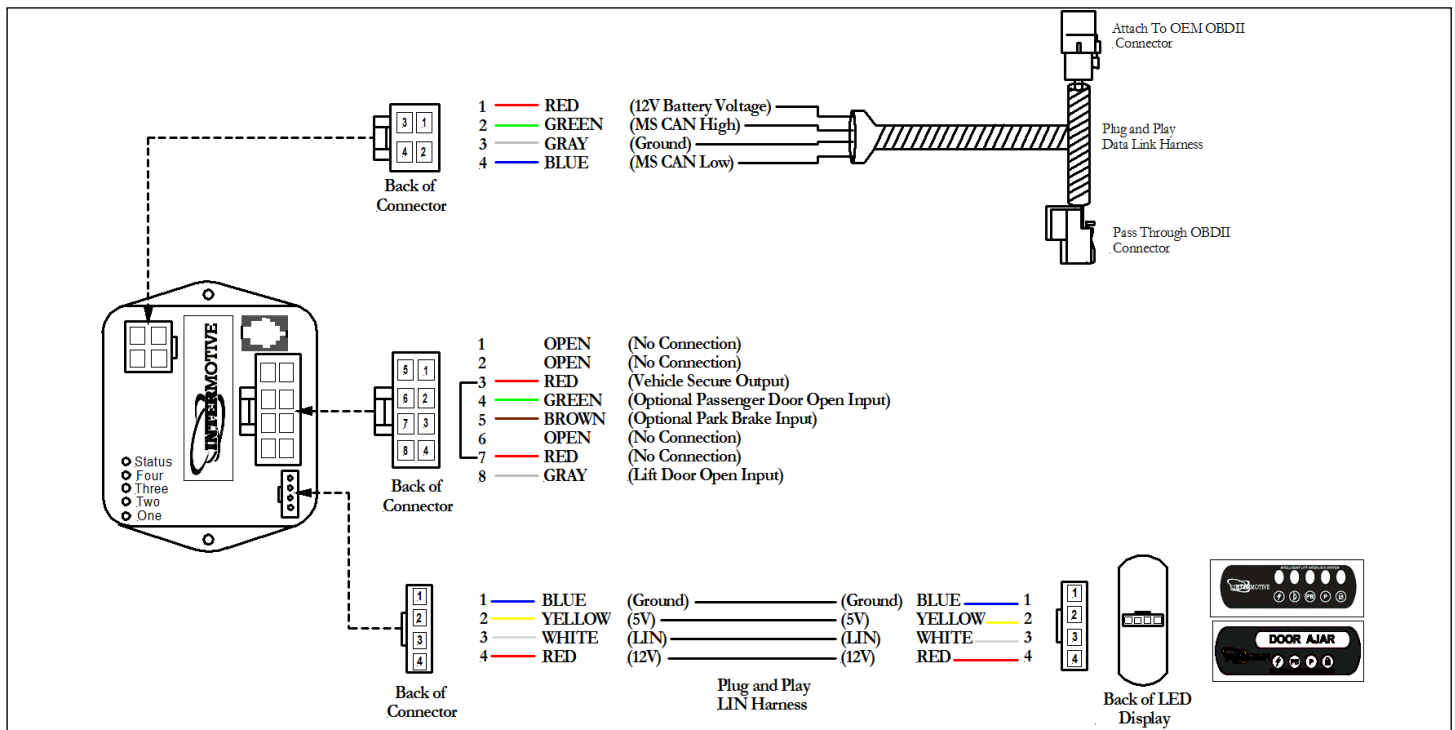 Attach To OEM OBDII
Connector
1 RED (12V Battery Voltage)
2 GREEN (MS CAN High)
3 GRAY (Ground)
4 BLUE (MS CAN Low)
3 1
4 2
Back of
Connector
Plug and Play
Data Link Harness
Pass Through OBDII
Connector
INTERMOTIVE
Status
Four
Three
Two
One
5 1
6 2
7 3
8 4
Back of
Connector
1 OPEN (No Connection)
2 OPEN (No Connection)
3 RED (Vehicle Secure Output)
4 GREEN (Optional Passenger Door Open Input)
5 BROWN (Optional Park Brake Input)
6 OPEN (No Connection)
7 RED (No Connection)
8 GRAY (Lift Door Open Input)
1
2
3
4
Back of
Connector
1 BLUE (Ground) (Ground) BLUE 1
2 YELLOW (5V) (5V) YELLOW 2
3 WHITE (LIN) (LIN) WHITE 3
4 RED (12V) (12V) RED 4
Plug and Play
LIN Harness
1
2
3
4
Back of LED
Display
INTERMOTIVE
PB P
DOOR AJAR
PB P